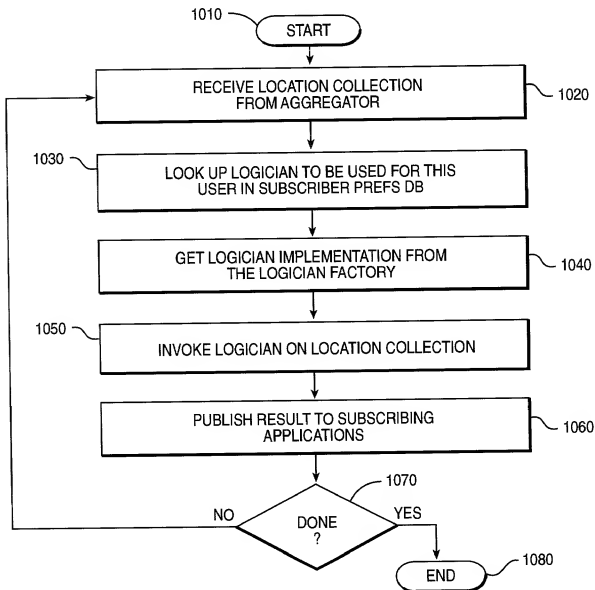 1010
START
RECEIVE LOCATION COLLECTION
FROM AGGREGATOR
1020
1030
LOOK UP LOGICIAN TO BE USED FOR THIS
USER IN SUBSCRIBER PREFS DB
GET LOGICIAN IMPLEMENTATION FROM
THE LOGICIAN FACTORY
1040
1050
INVOKE LOGICIAN ON LOCATION COLLECTION
PUBLISH RESULT TO SUBSCRIBING
APPLICATIONS
1060
1070
NO
DONE
?
YES
1080
END